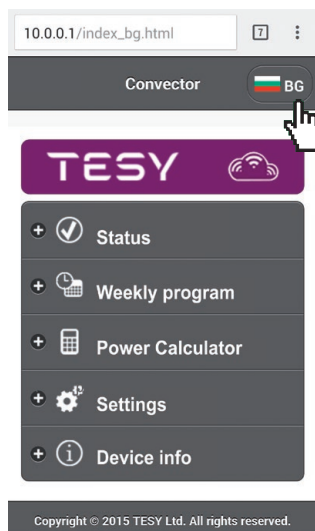 10.0.0.1/index_bg.html 7
Convector BG
TESY
Status
Weekly program
Power Calculator
Settings
Device info
Copyright © 2015 TESY Ltd. All rights reserved.